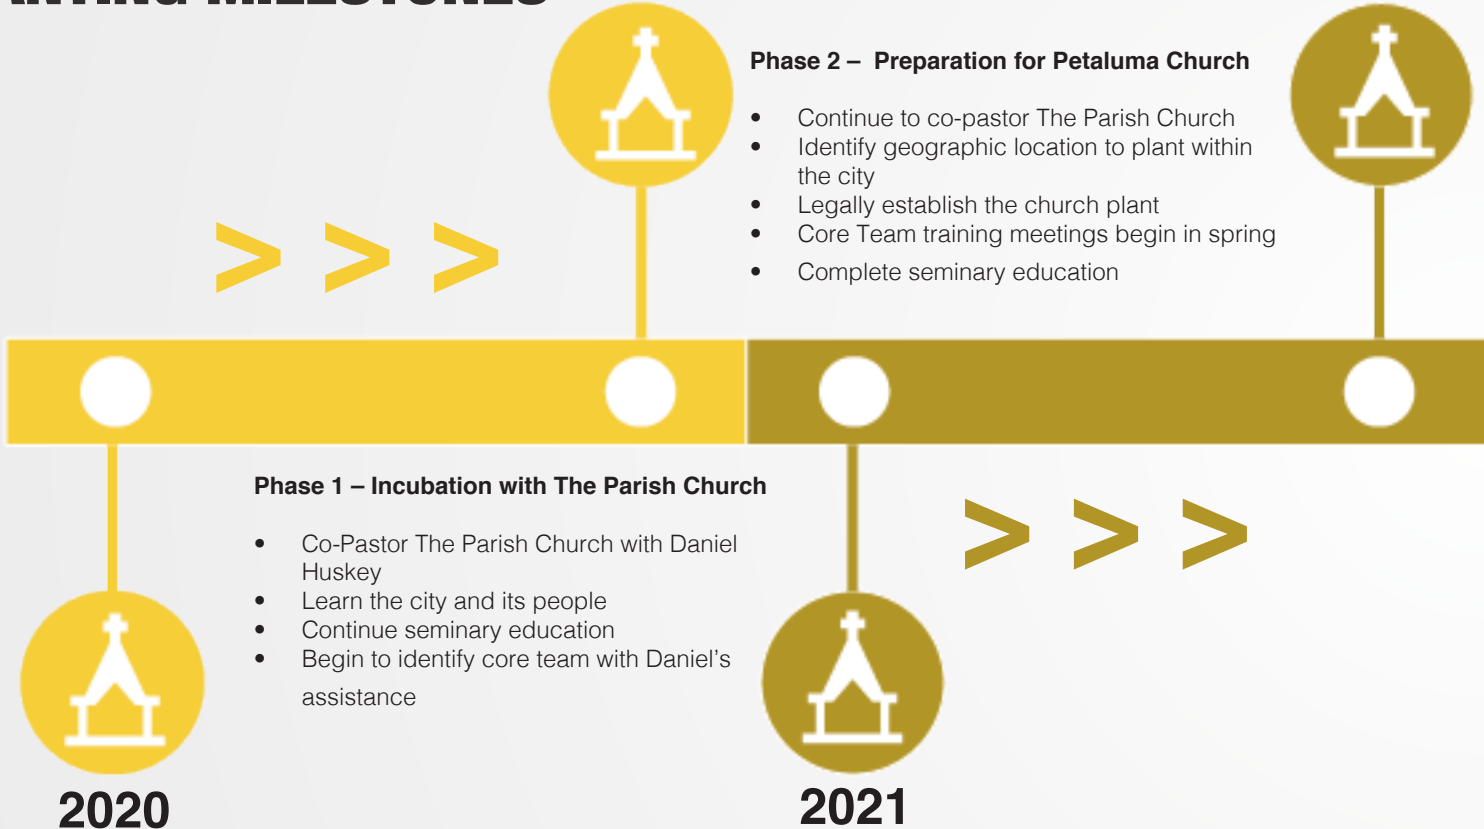 ANTING MILESTONES
Phase 2 – Preparation for Petaluma Church
• Continue to co-pastor The Parish Church
• Identify geographic location to plant within
the city
• Legally establish the church plant
• Core Team training meetings begin in spring
• Complete seminary education
> > >
Phase 1 – Incubation with The Parish Church
• Co-Pastor The Parish Church with Daniel
Huskey
• Learn the city and its people
• Continue seminary education
• Begin to identify core team with Daniel’s
assistance
> > >
2020
2021